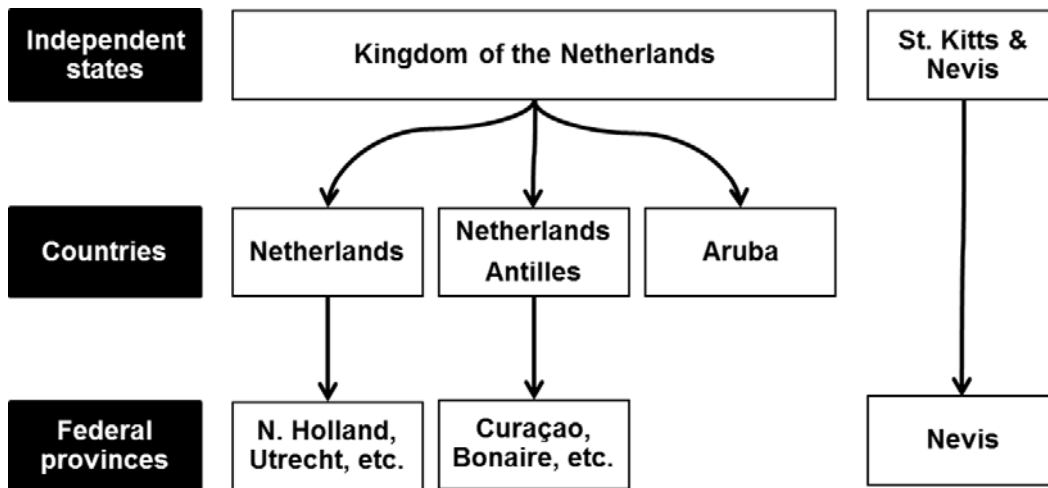 Independent
states
Kingdom of the Netherlands
St. Kitts &
Nevis
Countries
Netherlands
Netherlands
Antilles
Aruba
Federal
provinces
N. Holland,
Utrecht, etc.
Curaçao,
Bonaire, etc.
Nevis